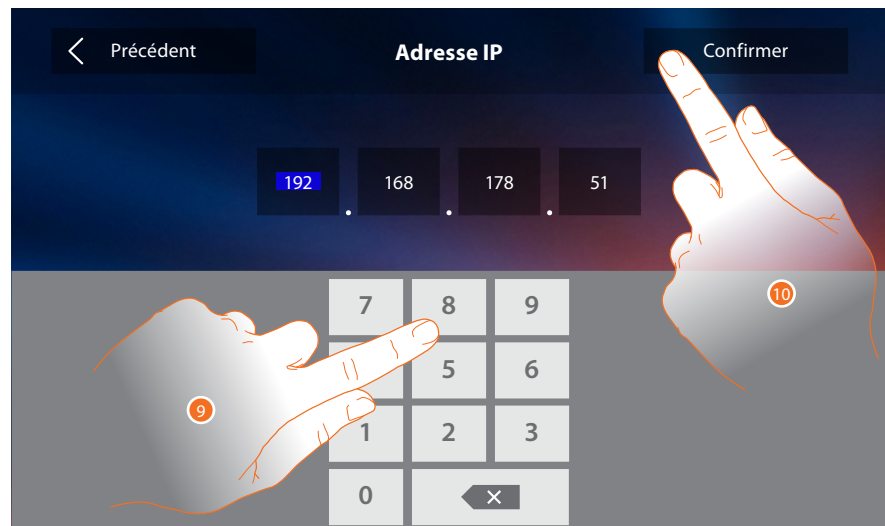 Précédent
Adresse IP
Confirmer
192 . 168 . 178 . 51
7 8 9
5 6
1 2 3
0
9
10